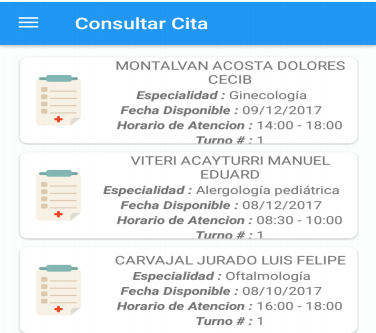 Consultar Cita
MONTALVAN ACOSTA DOLORES
CECIB
Especialidad : Ginecología
Fecha Disponible : 09/12/2017
Horario de Atencion : 14:00 - 18:00
Turno # : 1
VITERI ACAYTURRI MANUEL
EDUARD
Especialidad : Alergología pediátrica
Fecha Disponible : 08/12/2017
Horario de Atencion : 08:30 - 10:00
Turno # : 1
CARVAJAL JURADO LUIS FELIPE
Especialidad : Oftalmología
Fecha Disponible : 08/10/2017
Horario de Atencion : 16:00 - 18:00
Turno # : 1